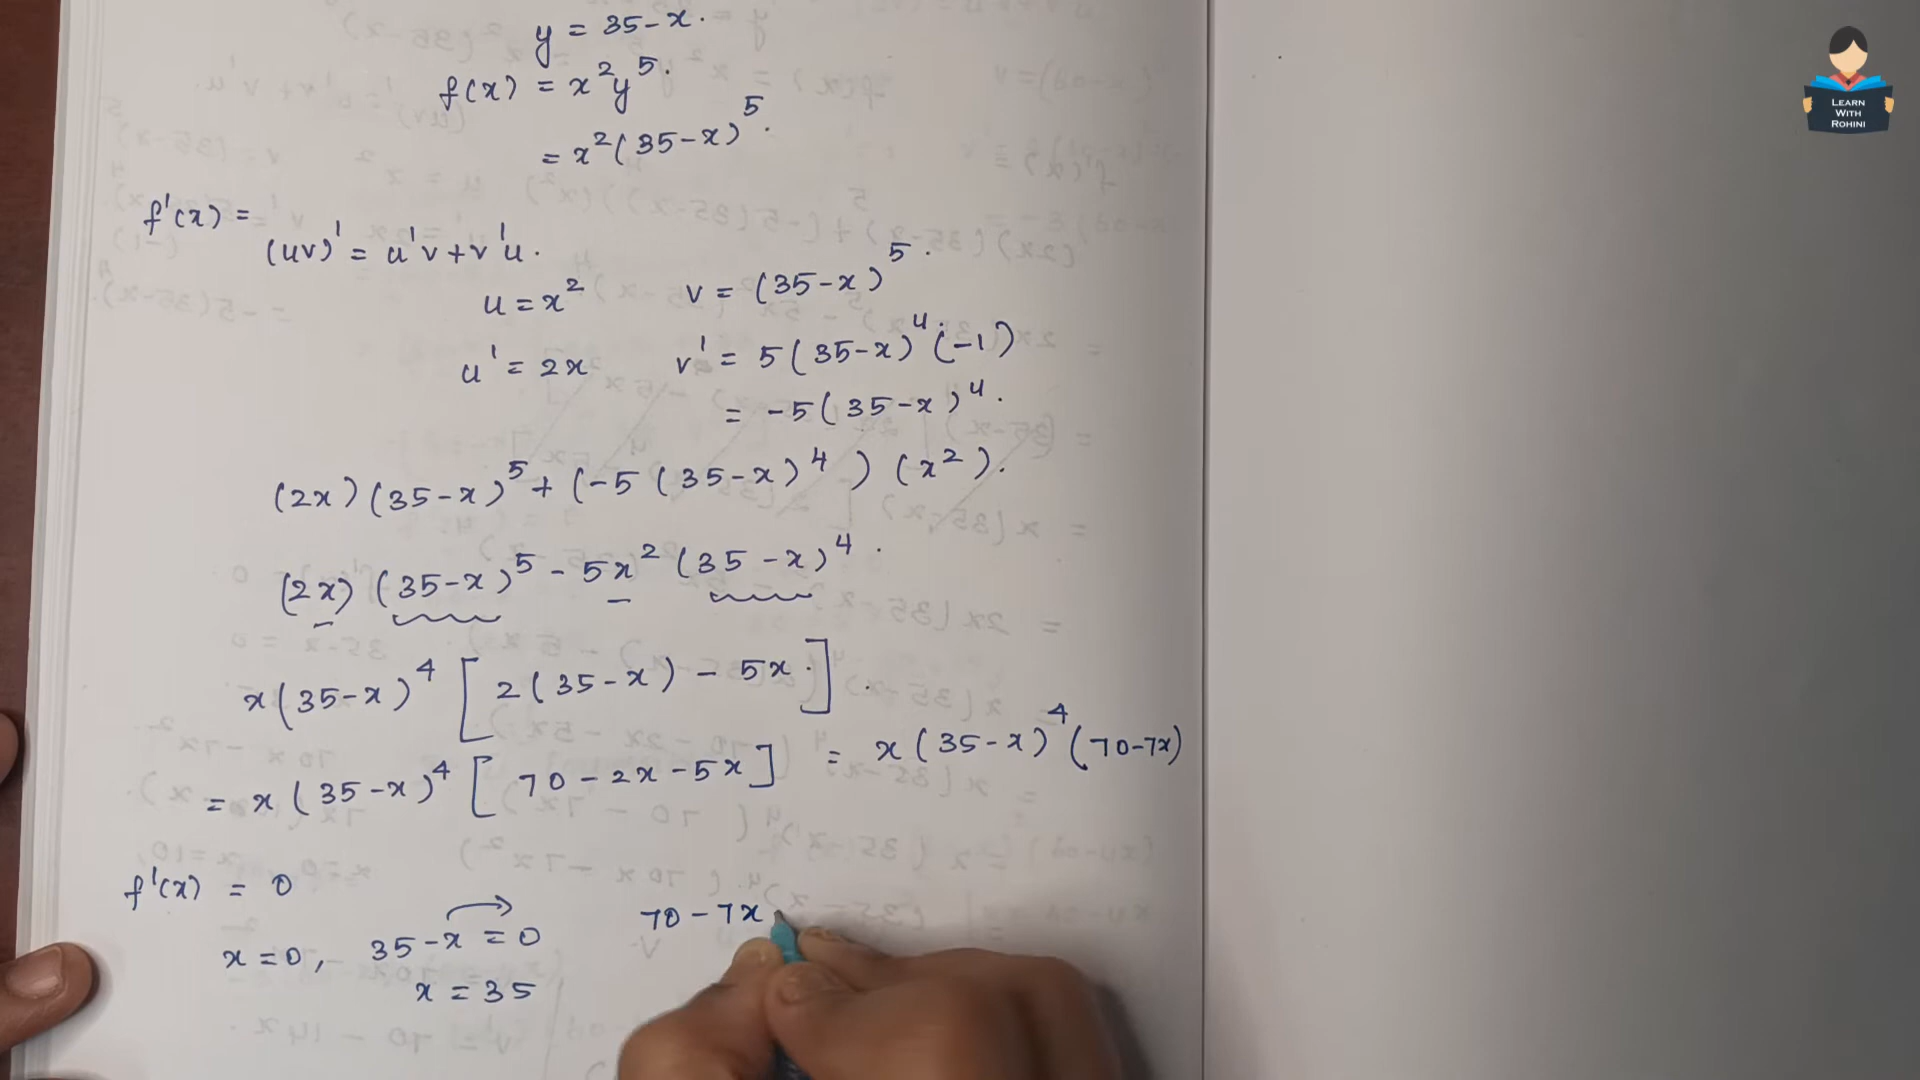 y = 35-x.
f(x) = x²y⁵.
= x²(35-x)⁵.
f'(x) =
(uv)' = u'v+v'u.
u = x² v = (35-x)⁵.
u' = 2x v' = 5(35-x)⁴(-1)
= -5(35-x)⁴.
(2x)(35-x)⁵+(-5(35-x)⁴)(x²).
(2x)(35-x)⁵ - 5x²(35-x)⁴.
x(35-x)⁴[2(35-x) - 5x].
= x(35-x)⁴[70-2x-5x] = x(35-x)⁴(70-7x)
f'(x) = 0
x=0, 35-x=0 70-7x
x = 35
LEARN
WITH
ROHINI